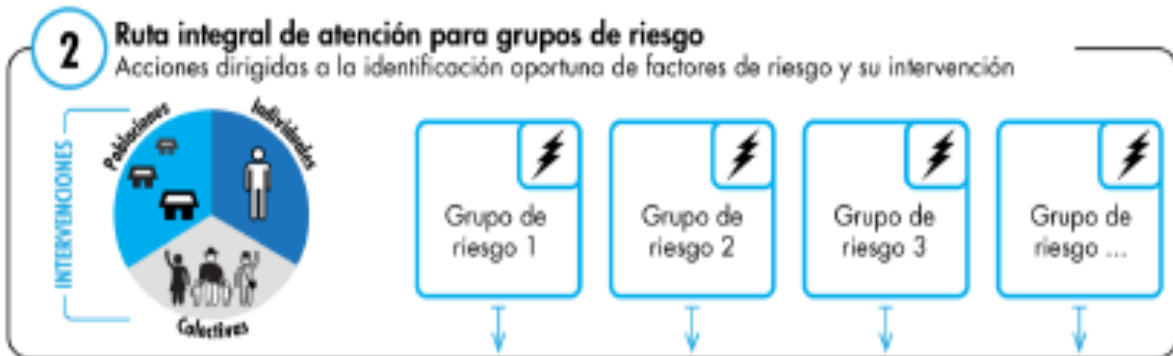 2
Ruta integral de atención para grupos de riesgo
Acciones dirigidas a la identificación oportuna de factores de riesgo y su intervención
INTERVENCIONES
Poblaciones
Individuales
Colectivas
Grupo de
riesgo 1
Grupo de
riesgo 2
Grupo de
riesgo 3
Grupo de
riesgo ...